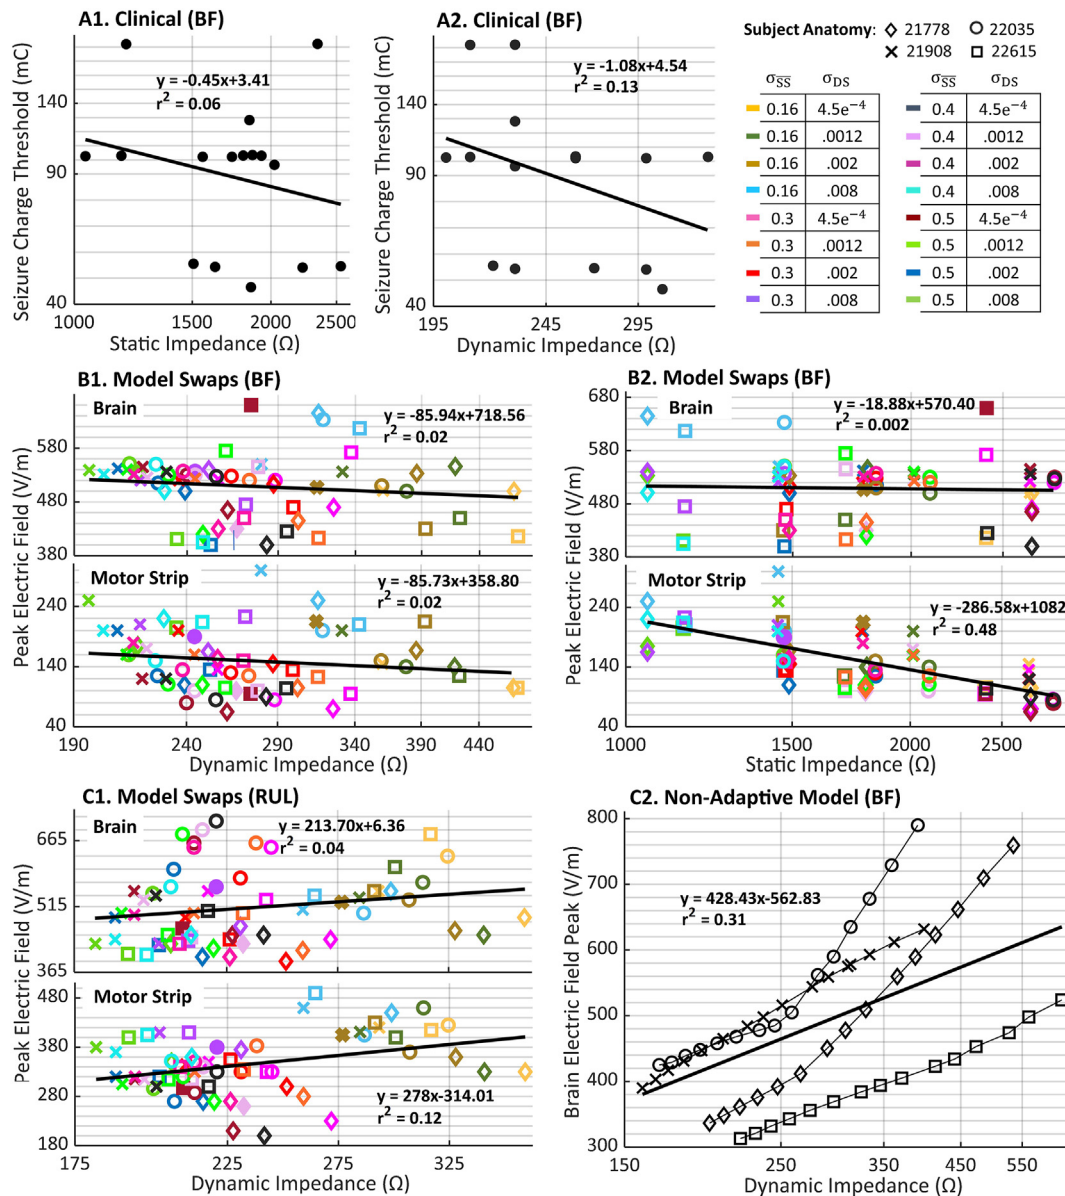 A1. Clinical (BF)
Seizure Charge Threshold (mC)
140
90
40
y = -0.45x+3.41
r² = 0.06
1000
1500
2000
2500
Static Impedance (Ω)
A2. Clinical (BF)
Seizure Charge Threshold (mC)
140
90
40
y = -1.08x+4.54
r² = 0.13
195
245
295
Dynamic Impedance (Ω)
Subject Anatomy: 21778 22035
21908 22615
σSS σDS σSS σDS
0.16 4.5e⁻⁴ 0.4 4.5e⁻⁴
0.16 .0012 0.4 .0012
0.16 .002 0.4 .002
0.16 .008 0.4 .008
0.3 4.5e⁻⁴ 0.5 4.5e⁻⁴
0.3 .0012 0.5 .0012
0.3 .002 0.5 .002
0.3 .008 0.5 .008
B1. Model Swaps (BF)
Brain
Peak Electric Field (V/m)
y = -85.94x+718.56
r² = 0.02
580
480
380
Motor Strip
y = -85.73x+358.80
r² = 0.02
240
140
40
190
240
290
340
390
440
Dynamic Impedance (Ω)
B2. Model Swaps (BF)
Brain
Peak Electric Field (V/m)
y = -18.88x+570.40
r² = 0.002
680
580
480
380
Motor Strip
y = -286.58x+1082
r² = 0.48
240
140
40
1000
1500
2000
2500
Static Impedance (Ω)
C1. Model Swaps (RUL)
Brain
Peak Electric Field (V/m)
y = 213.70x+6.36
r² = 0.04
665
515
365
Motor Strip
y = 278x-314.01
r² = 0.12
480
380
280
180
175
225
275
325
Dynamic Impedance (Ω)
C2. Non-Adaptive Model (BF)
Brain Electric Field Peak (V/m)
800
700
600
500
400
300
y = 428.43x-562.83
r² = 0.31
150
250
350
450
550
Dynamic Impedance (Ω)